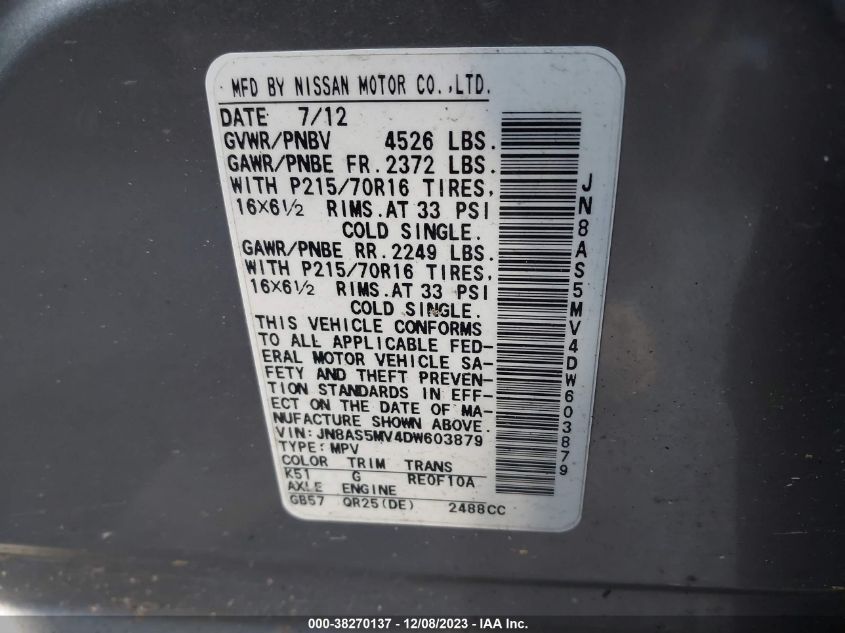 MFD BY NISSAN MOTOR CO.,LTD.
DATE 7/12
GVWR/PNBV 4526 LBS.
GAWR/PNBE FR. 2372 LBS.
WITH P215/70R16 TIRES,
16X6½ RIMS. AT 33 PSI
COLD SINGLE.
GAWR/PNBE RR. 2249 LBS.
WITH P215/70R16 TIRES,
16X6½ RIMS. AT 33 PSI
COLD SINGLE.
THIS VEHICLE CONFORMS
TO ALL APPLICABLE FED-
ERAL MOTOR VEHICLE SA-
FETY AND THEFT PREVEN-
TION STANDARDS IN EFF-
ECT ON THE DATE OF MA-
NUFACTURE SHOWN ABOVE.
VIN: JN8AS5MV4DW603879
TYPE: MPV
COLOR TRIM TRANS
K51 G RE0F10A
AXLE ENGINE
GB57 QR25(DE) 2488CC
JN8AS5MV4DW603879
000-38270137 - 12/08/2023 - IAA Inc.